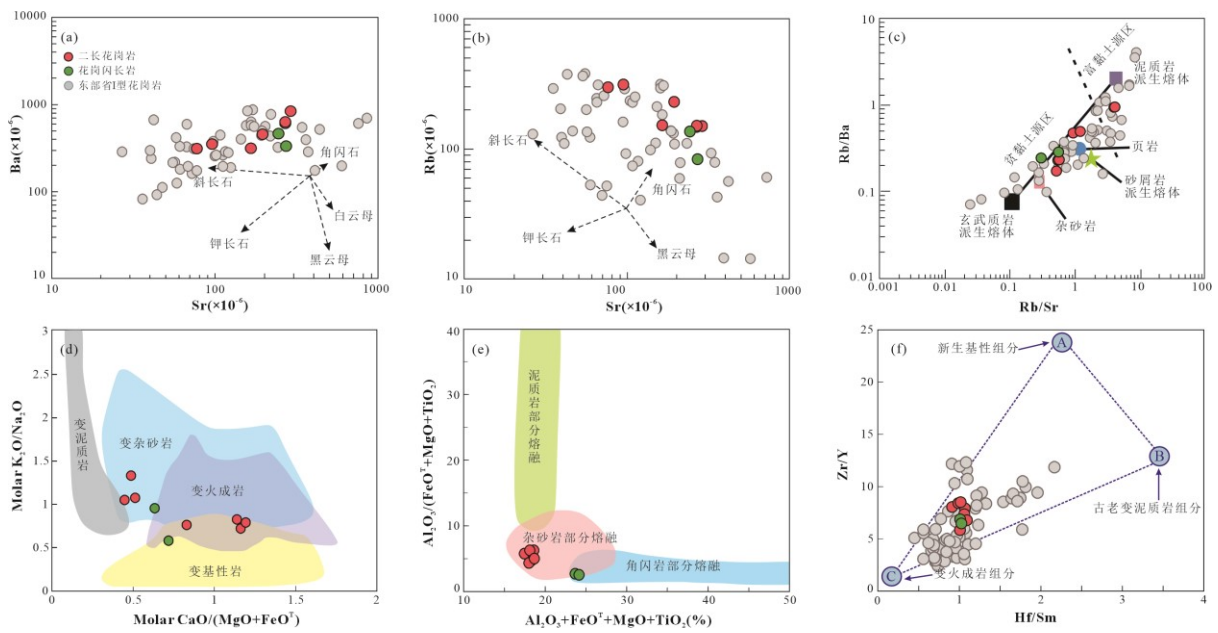 (a)
二长花岗岩
花岗闪长岩
东部省I型花岗岩
10000
1000
100
10
Ba(×10⁻⁶)
斜长石
角闪石
白云母
钾长石
黑云母
10
100
1000
Sr(×10⁻⁶)
(b)
1000
100
10
Rb(×10⁻⁶)
斜长石
角闪石
钾长石
黑云母
10
100
1000
Sr(×10⁻⁶)
(c)
10
1
0.1
0.01
Rb/Ba
富黏土源区
贫黏土源区
泥质岩
派生熔体
页岩
砂屑岩
派生熔体
玄武质岩
派生熔体
杂砂岩
0.001
0.01
0.1
1
10
100
Rb/Sr
(d)
3
2.5
2
1.5
1
0.5
0
Molar K₂O/Na₂O
变泥质岩
变杂砂岩
变火成岩
变基性岩
0
0.5
1
1.5
2
Molar CaO/(MgO+FeOᵀ)
(e)
40
30
20
10
0
Al₂O₃/(FeOᵀ+MgO+TiO₂)
泥质岩部分熔融
杂砂岩部分熔融
角闪岩部分熔融
10
20
30
40
50
Al₂O₃+FeOᵀ+MgO+TiO₂(%)
(f)
25
20
15
10
5
0
Zr/Y
新生基性组分
A
B
古老变泥质岩组分
C
变火成岩组分
0
1
2
3
4
Hf/Sm